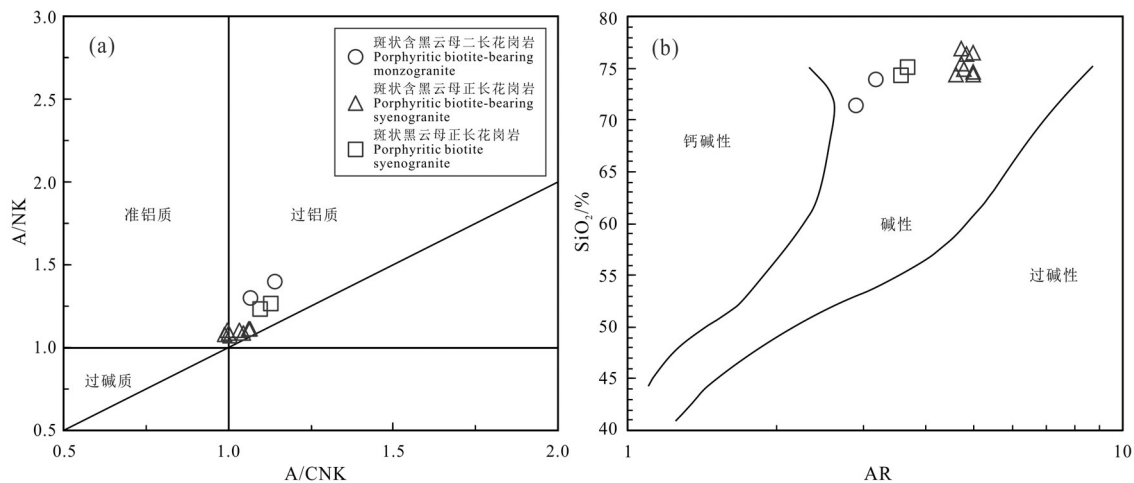 (a)
斑状含黑云母二长花岗岩
Porphyritic biotite-bearing
monzogranite
斑状含黑云母正长花岗岩
Porphyritic biotite-bearing
syenogranite
斑状黑云母正长花岗岩
Porphyritic biotite
syenogranite
准铝质
过铝质
过碱质
3.0
2.5
2.0
1.5
1.0
0.5
A/NK
0.5
1.0
1.5
2.0
A/CNK
(b)
钙碱性
碱性
过碱性
80
75
70
65
60
55
50
45
40
SiO₂/%
1
10
AR